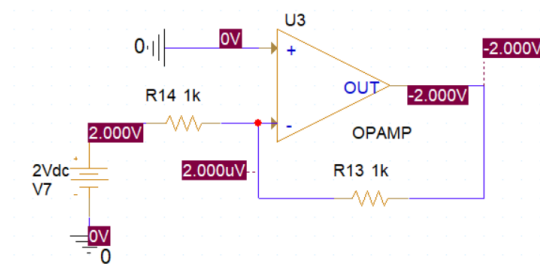 U3
-2.000V
0
0V
+
OUT
-2.000V
R14 1k
2.000V
-
OPAMP
2Vdc
V7
+
-
2.000uV
R13 1k
0V
0